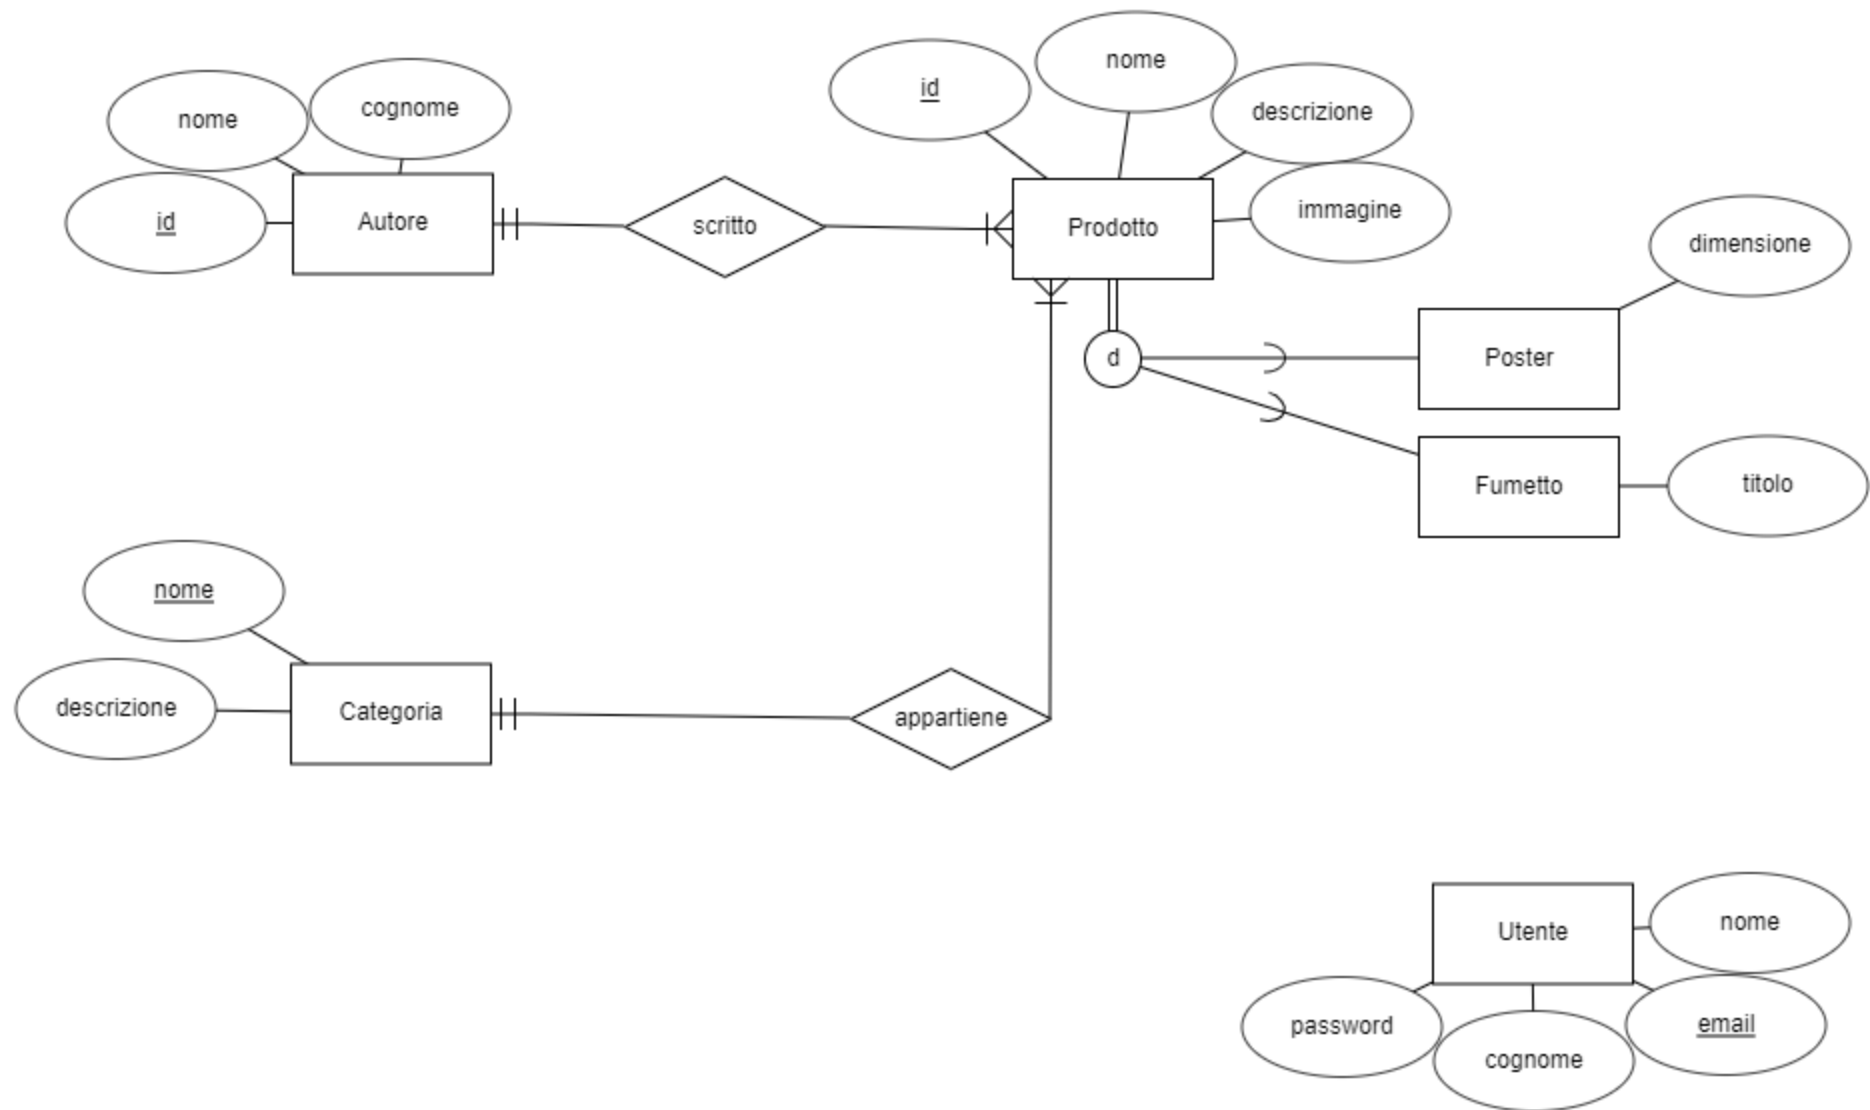 nome
cognome
id
Autore
scritto
id
nome
descrizione
immagine
Prodotto
d
dimensione
Poster
Fumetto
titolo
nome
descrizione
Categoria
appartiene
Utente
nome
password
cognome
email